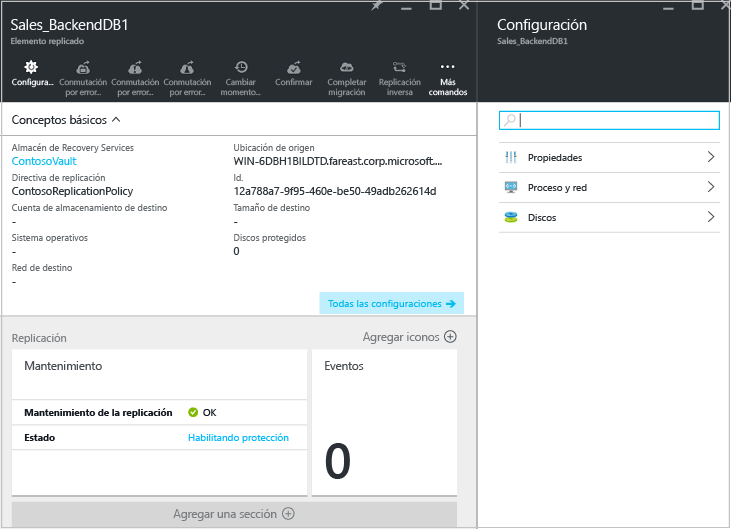 Sales_BackendDB1
Elemento replicado
Configura...
Conmutación por error...
Conmutación por error...
Conmutación por error...
Cambiar momento...
Confirmar
Completar migración
Replicación inversa
Más comandos
Conceptos básicos
Almacén de Recovery Services
ContosoVault
Directiva de replicación
ContosoReplicationPolicy
Cuenta de almacenamiento de destino
-
Sistema operativos
-
Red de destino
-
Ubicación de origen
WIN-6DBH1BILDTD.fareast.corp.microsoft....
Id.
12a788a7-9f95-460e-be50-49adb262614d
Tamaño de destino
-
Discos protegidos
0
Todas las configuraciones
Replicación
Agregar iconos
Mantenimiento
Mantenimiento de la replicación OK
Estado Habilitando protección
Eventos
0
Agregar una sección
Configuración
Sales_BackendDB1
Propiedades
Proceso y red
Discos